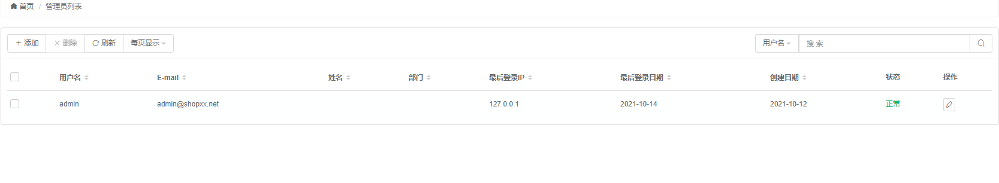 首页 / 管理员列表
添加 删除 刷新 每页显示 用户名 搜 索
用户名 E-mail 姓名 部门 最后登录IP 最后登录日期 创建日期 状态 操作
admin admin@shopxx.net 127.0.0.1 2021-10-14 2021-10-12 正常